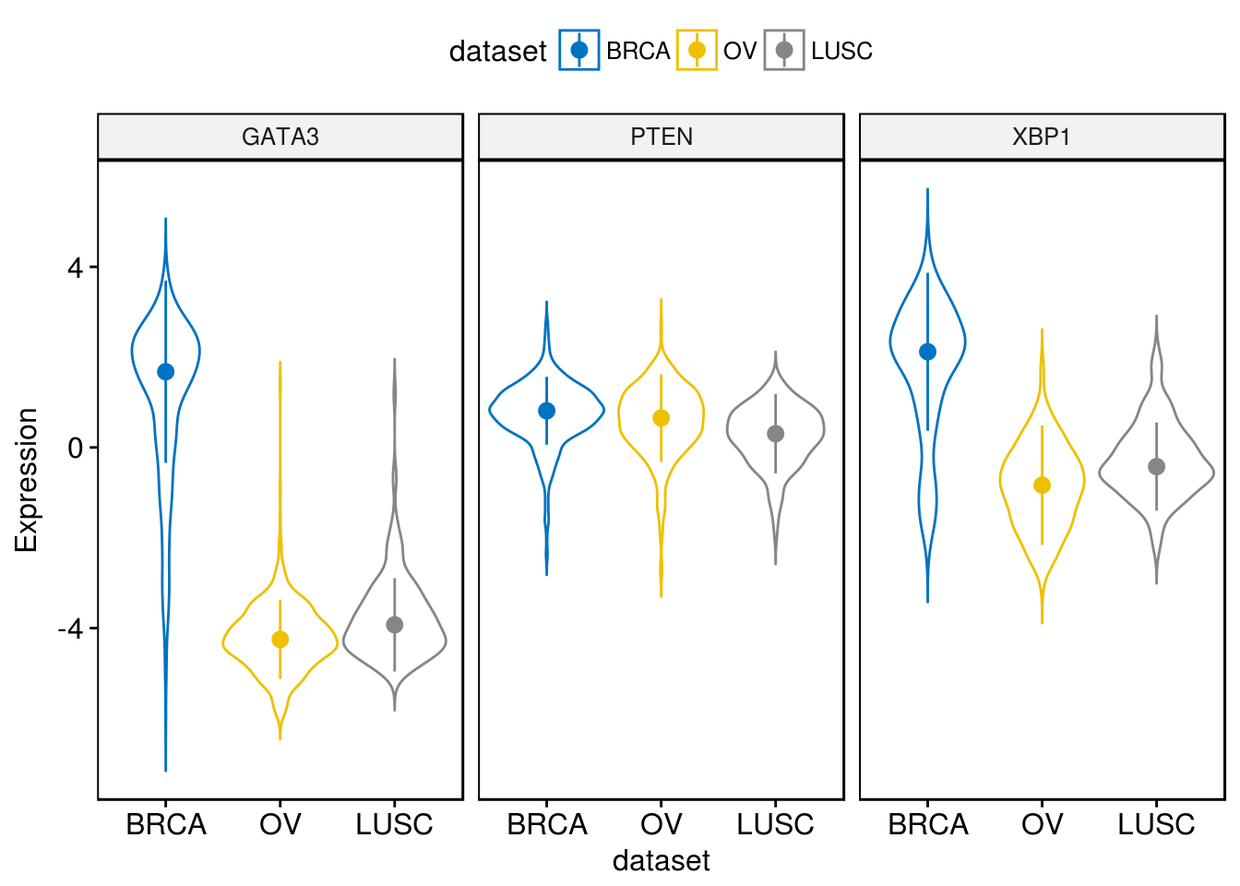 dataset BRCA OV LUSC
GATA3 PTEN XBP1
4
0
-4
Expression
BRCA OV LUSC BRCA OV LUSC BRCA OV LUSC
dataset